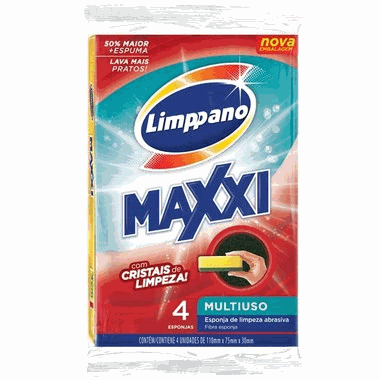 50% MAIOR
+ESPUMA
LAVA MAIS
PRATOS!
nova
EMBALAGEM
Limppano
MAXXI
com
CRISTAIS de
LIMPEZA!
4
ESPONJAS
MULTIUSO
Esponja de limpeza abrasiva
Fibra esponja
CONTÉM/CONTIENE 4 UNIDADES DE 110mm x 75mm x 30mm